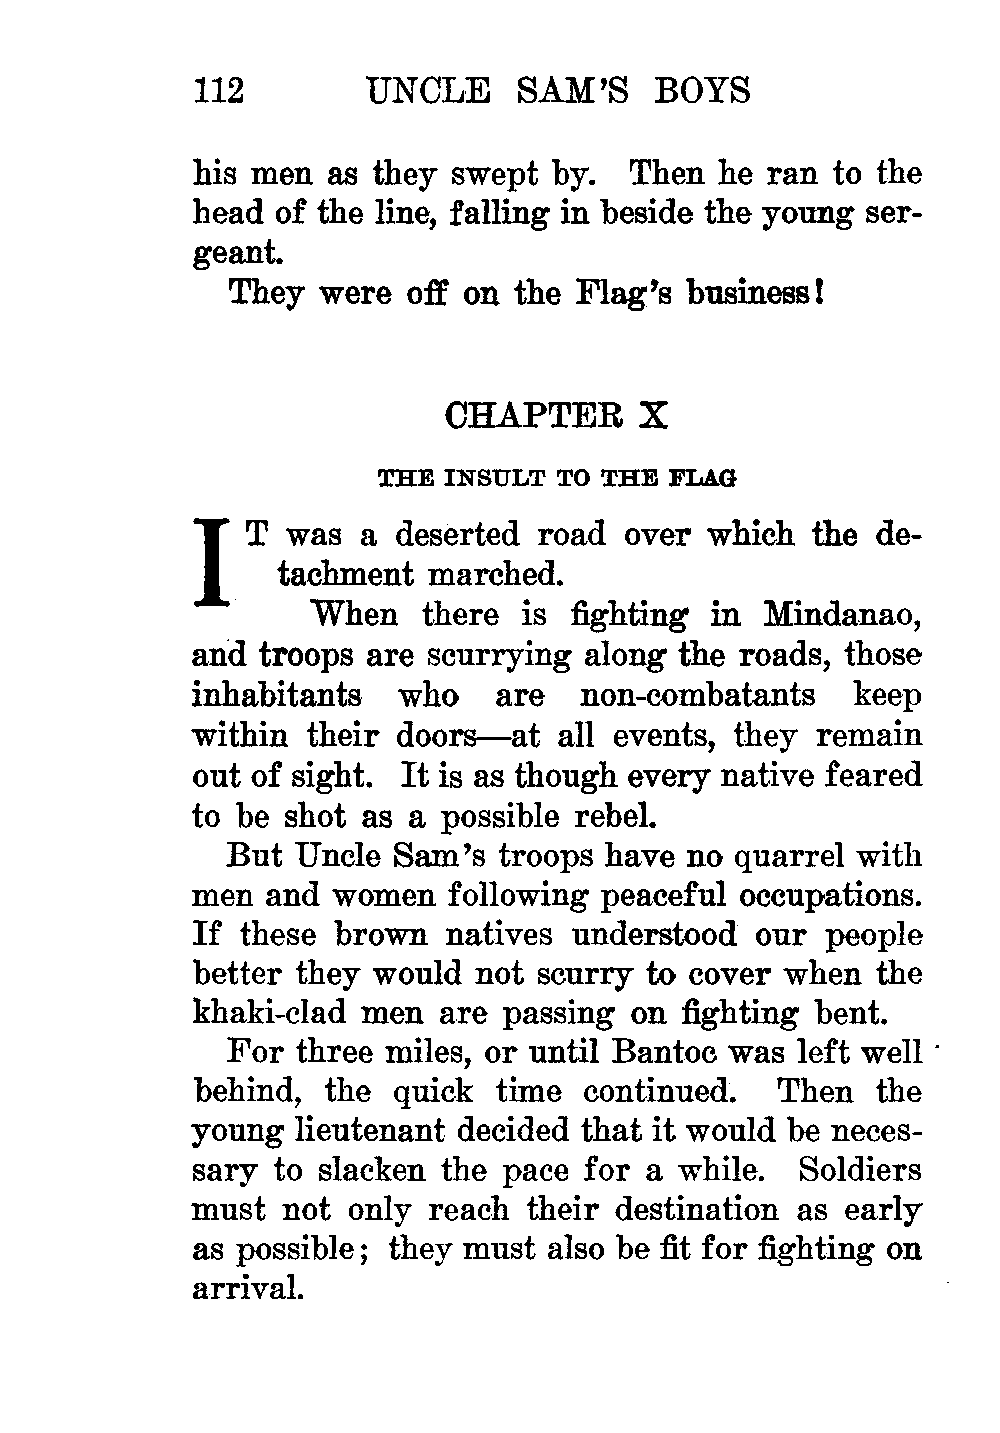 112 UNCLE SAM'S BOYS
his men as they swept by. Then he ran to the
head of the line, falling in beside the young ser-
geant.
They were off on the Flag's business!
CHAPTER X
THE INSULT TO THE FLAG
IT was a deserted road over which the de-
tachment marched.
When there is fighting in Mindanao,
and troops are scurrying along the roads, those
inhabitants who are non-combatants keep
within their doors—at all events, they remain
out of sight. It is as though every native feared
to be shot as a possible rebel.
But Uncle Sam's troops have no quarrel with
men and women following peaceful occupations.
If these brown natives understood our people
better they would not scurry to cover when the
khaki-clad men are passing on fighting bent.
For three miles, or until Bantoc was left well
behind, the quick time continued. Then the
young lieutenant decided that it would be neces-
sary to slacken the pace for a while. Soldiers
must not only reach their destination as early
as possible; they must also be fit for fighting on
arrival.